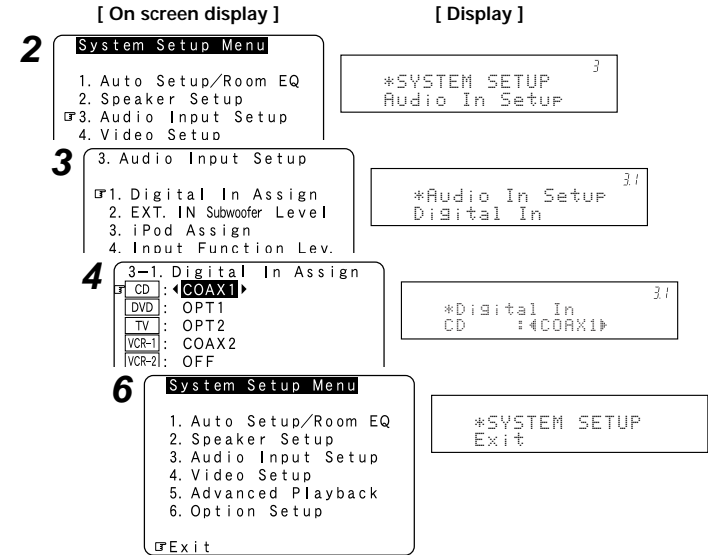 [ On screen display ] [ Display ]
2
System Setup Menu
1. Auto Setup/Room EQ
2. Speaker Setup
☞3. Audio Input Setup
4. Video Setup
3
*SYSTEM SETUP
Audio In Setup
3
3. Audio Input Setup
☞1. Digital In Assign
2. EXT. IN Subwoofer Level
3. iPod Assign
4. Input Function Lev.
3.1
*Audio In Setup
Digital In
4
3-1. Digital In Assign
☞ CD : ◀COAX1▶
DVD : OPT1
TV : OPT2
VCR-1 : COAX2
VCR-2 : OFF
3.1
*Digital In
CD :◀COAX1▶
6
System Setup Menu
1. Auto Setup/Room EQ
2. Speaker Setup
3. Audio Input Setup
4. Video Setup
5. Advanced Playback
6. Option Setup
☞Exit
*SYSTEM SETUP
Exit